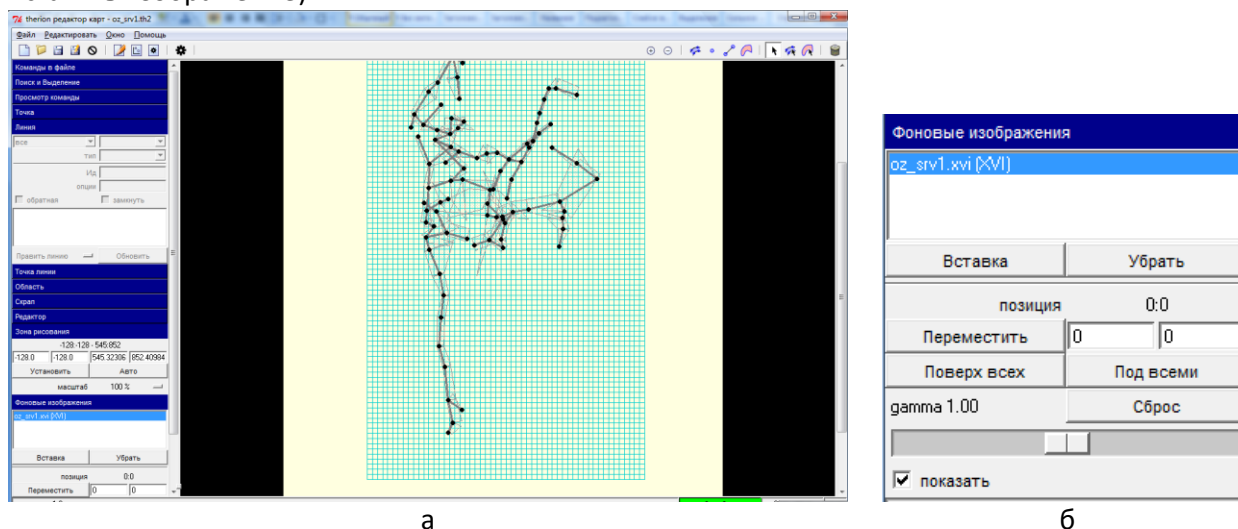 therion редактор карт - oz_srv1.th2
Файл Редактировать Окно Помощь
Команды в файле
Поиск и Выделение
Просмотр команды
Точка
Линия
все
тип
Ид
опции
обратная замкнуть
Править линию Обновить
Точка линии
Область
Скрап
Редактор
Зона рисования
-128:-128 - 545:852
-128.0 -128.0 545.32306 852.40984
Установить Авто
масштаб 100 %
Фоновые изображения
oz_srv1.xvi (XVI)
Вставка Убрать
позиция 0:0
Переместить 0 0
а
Фоновые изображения
oz_srv1.xvi (XVI)
Вставка Убрать
позиция 0:0
Переместить 0 0
Поверх всех Под всеми
gamma 1.00 Сброс
показать
б